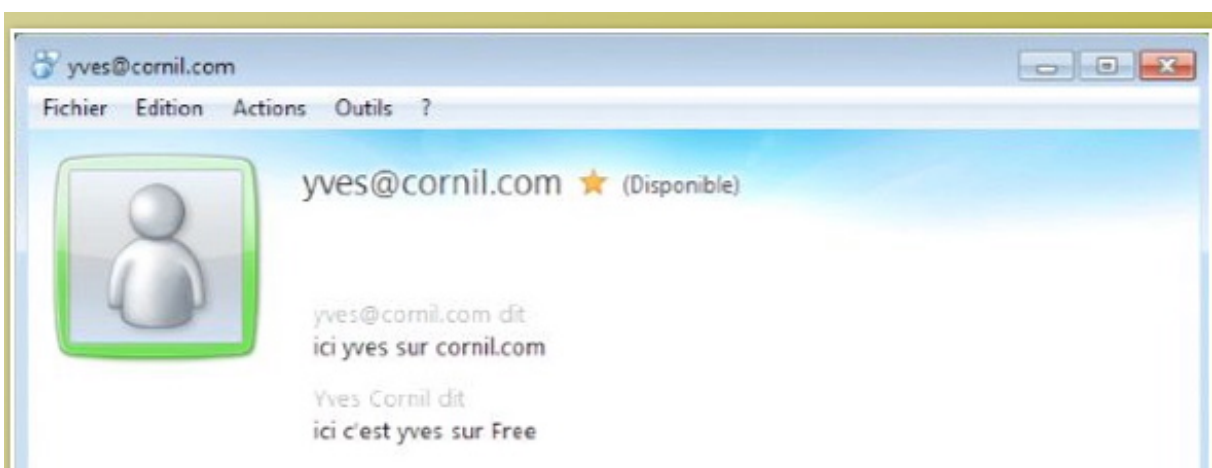 yves@cornil.com
Fichier Edition Actions Outils ?
yves@cornil.com (Disponible)
yves@cornil.com dit
ici yves sur cornil.com
Yves Cornil dit
ici c'est yves sur Free